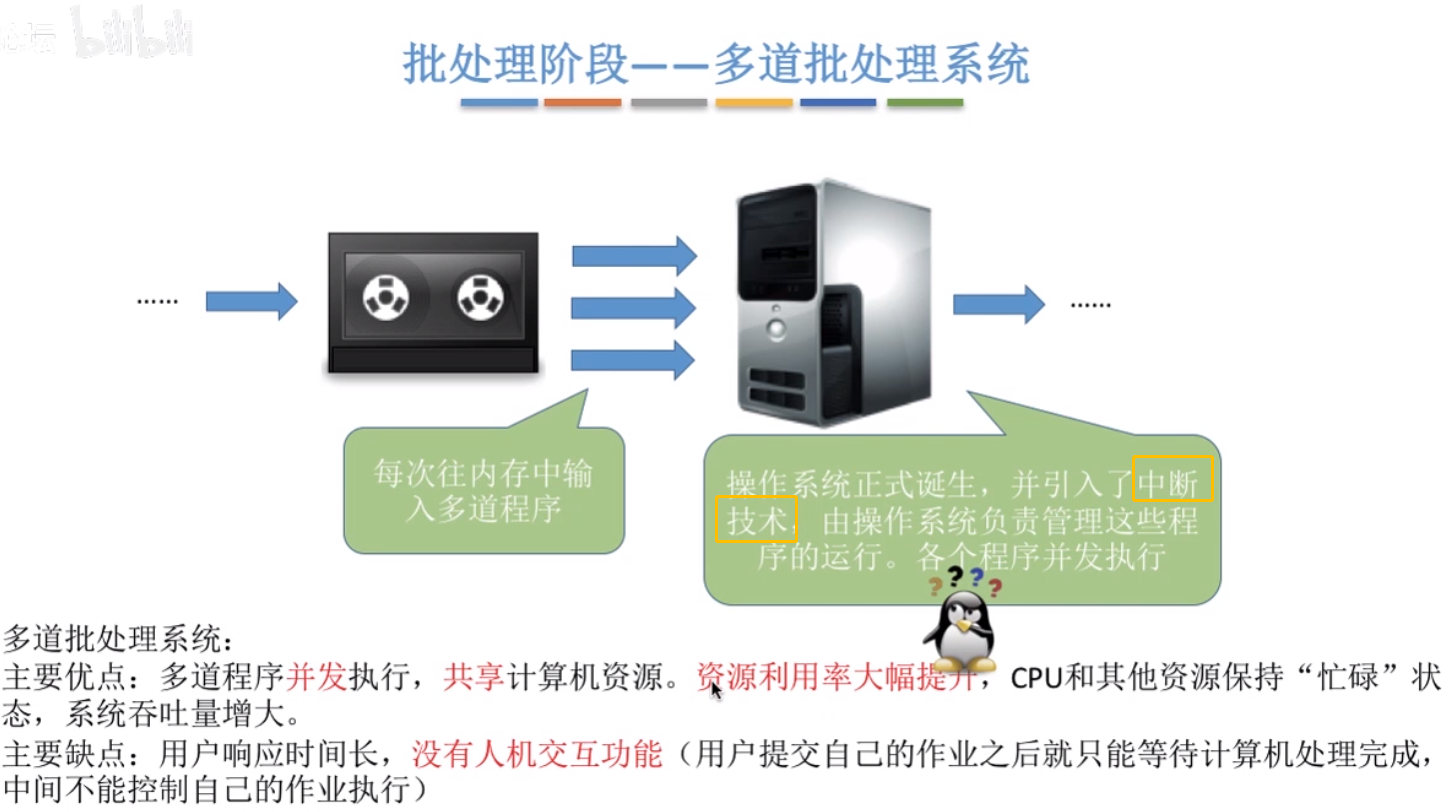 bilibili
批处理阶段——多道批处理系统
......
......
每次往内存中输
入多道程序
操作系统正式诞生，并引入了中断
技术，由操作系统负责管理这些程
序的运行。各个程序并发执行
? ? ? ?
多道批处理系统：
主要优点：多道程序并发执行，共享计算机资源。资源利用率大幅提升，CPU和其他资源保持“忙碌”状
态，系统吞吐量增大。
主要缺点：用户响应时间长，没有人机交互功能（用户提交自己的作业之后就只能等待计算机处理完成，
中间不能控制自己的作业执行）